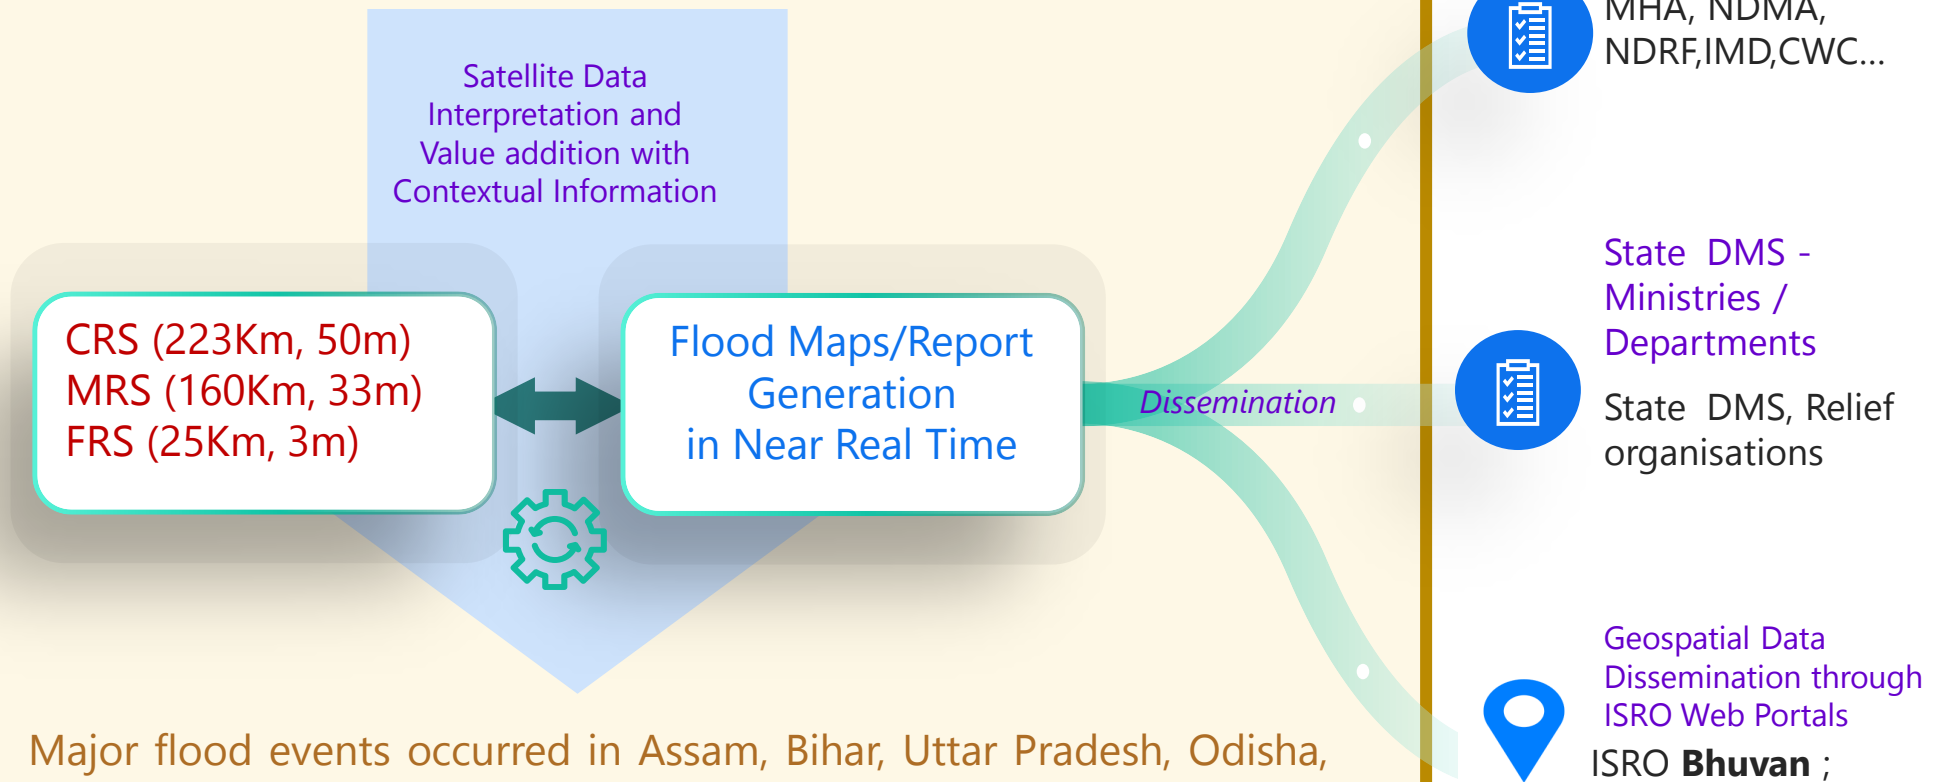 Satellite Data
Interpretation and
Value addition with
Contextual Information
CRS (223Km, 50m)
MRS (160Km, 33m)
FRS (25Km, 3m)
Flood Maps/Report
Generation
in Near Real Time
Dissemination
MHA, NDMA,
NDRF,IMD,CWC...
State DMS -
Ministries /
Departments
State DMS, Relief
organisations
Geospatial Data
Dissemination through
ISRO Web Portals
ISRO Bhuvan ;
Major flood events occurred in Assam, Bihar, Uttar Pradesh, Odisha,